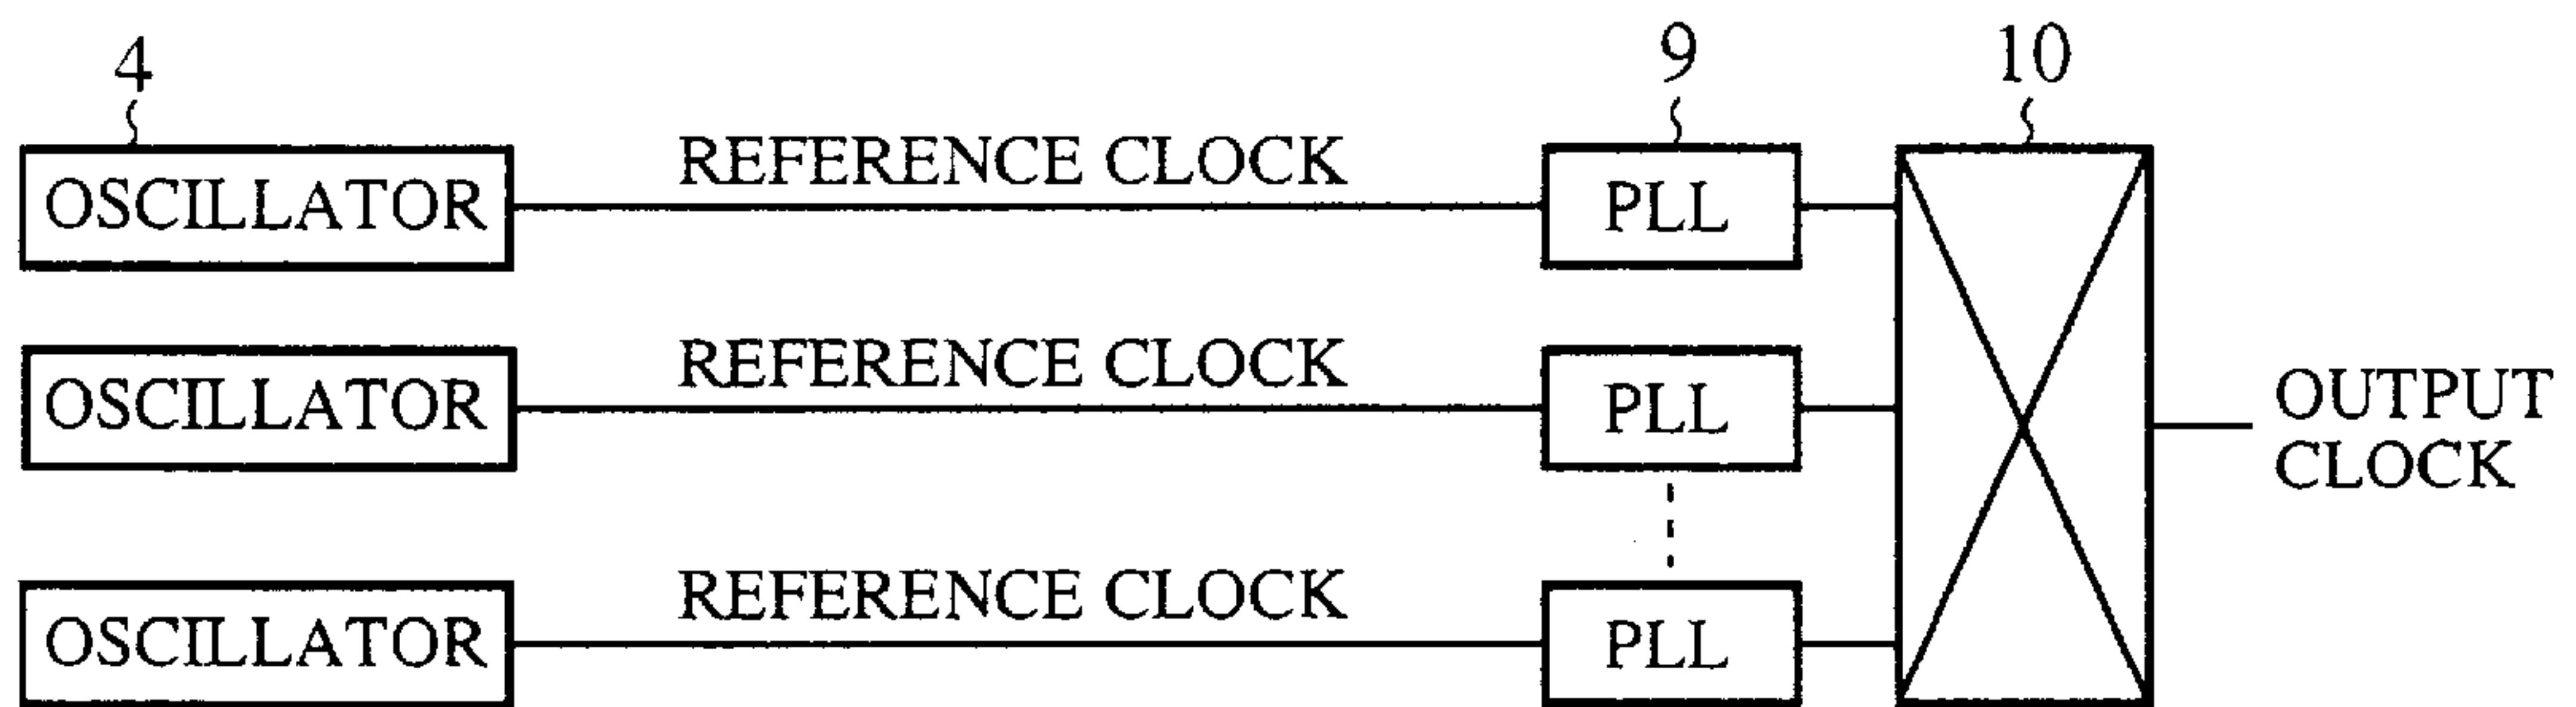 4
9
10
OSCILLATOR
REFERENCE CLOCK
PLL
OSCILLATOR
REFERENCE CLOCK
PLL
OUTPUT
CLOCK
OSCILLATOR
REFERENCE CLOCK
PLL